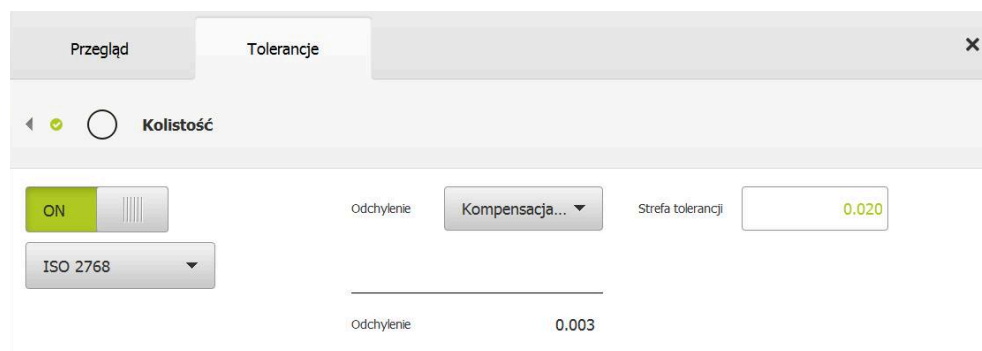 Przegląd
Tolerancje
Kolistość
ON
Odchylenie
Kompensacja...
Strefa tolerancji
0.020
ISO 2768
Odchylenie
0.003